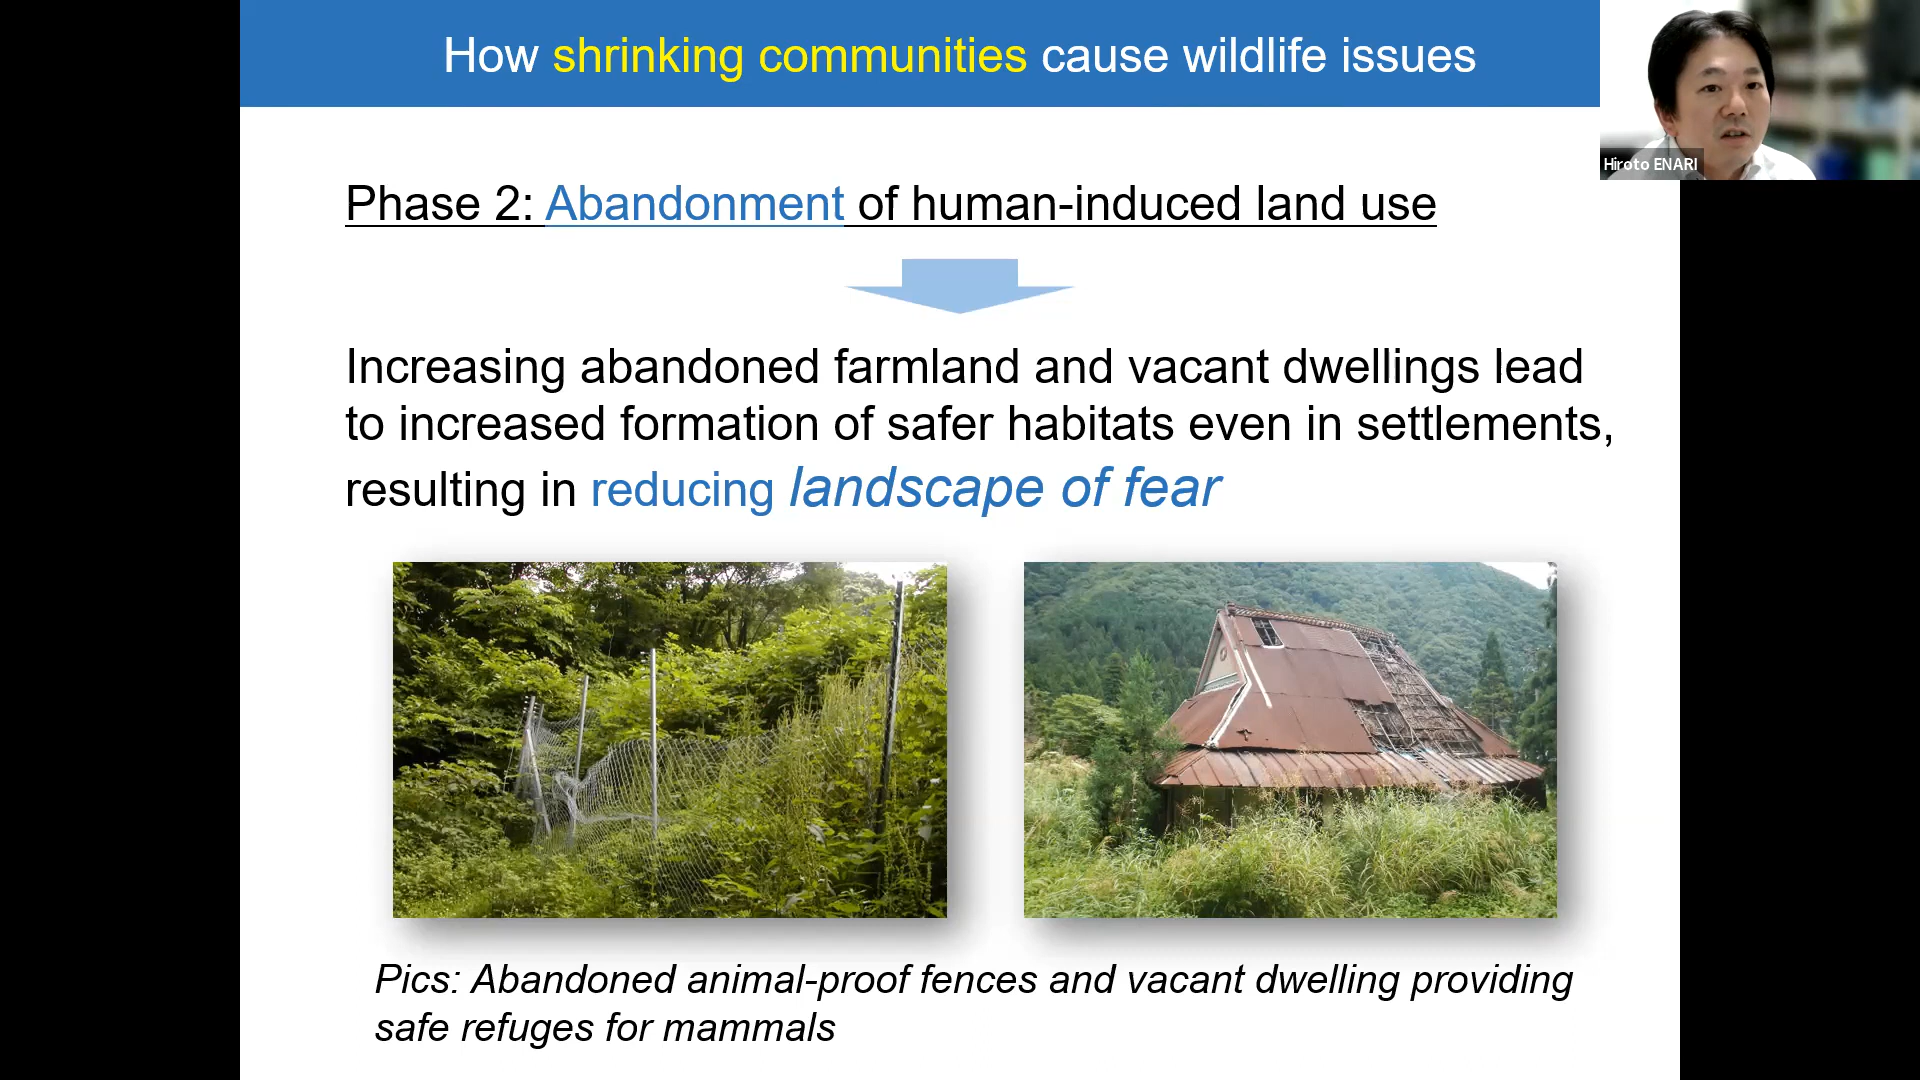 How shrinking communities cause wildlife issues
Hiroto ENARI
Phase 2: Abandonment of human-induced land use
Increasing abandoned farmland and vacant dwellings lead
to increased formation of safer habitats even in settlements,
resulting in reducing landscape of fear
Pics: Abandoned animal-proof fences and vacant dwelling providing
safe refuges for mammals